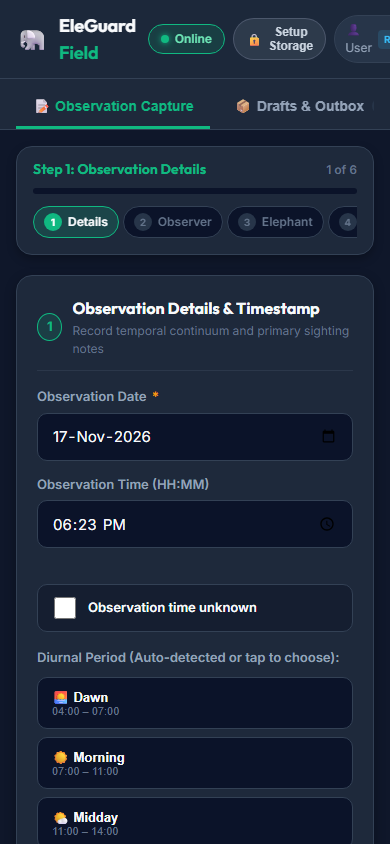 EleGuard
Field
Online
Setup
Storage
User
Observation Capture
Drafts & Outbox
Step 1: Observation Details
1 of 6
1 Details
2 Observer
3 Elephant
4
1
Observation Details & Timestamp
Record temporal continuum and primary sighting
notes
Observation Date *
17-Nov-2026
Observation Time (HH:MM)
06:23 PM
Observation time unknown
Diurnal Period (Auto-detected or tap to choose):
Dawn
04:00 – 07:00
Morning
07:00 – 11:00
Midday
11:00 – 14:00